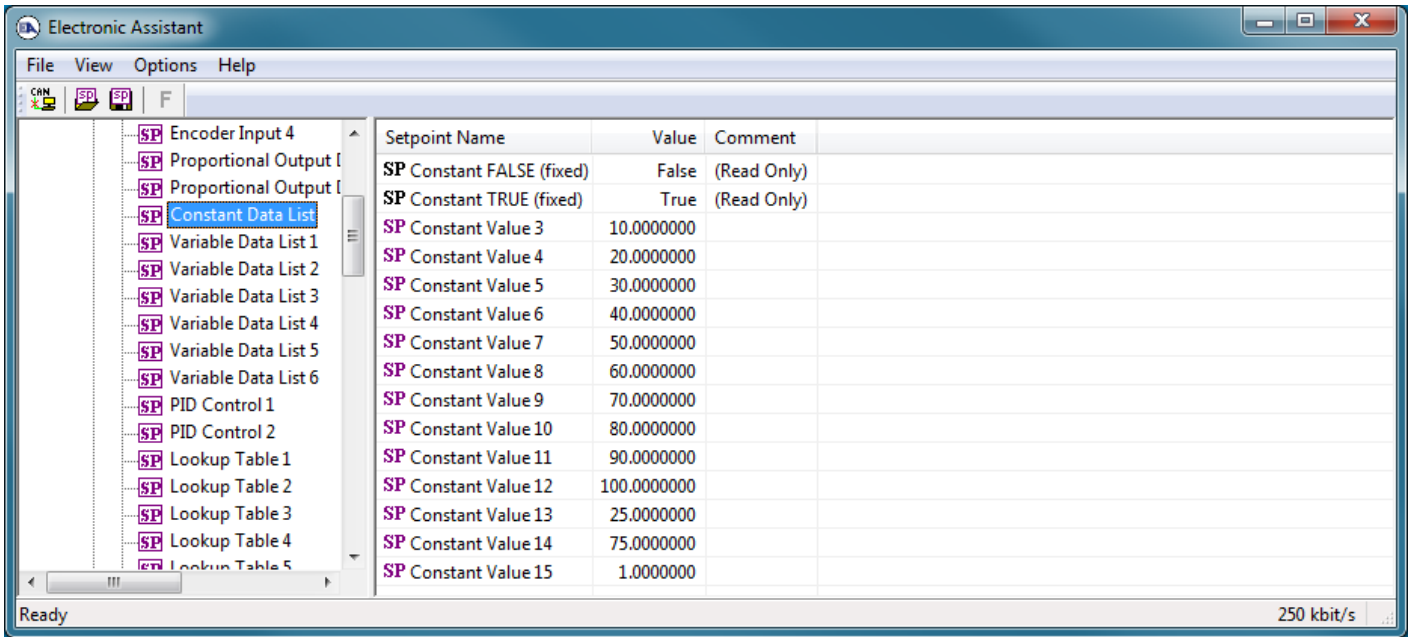 Electronic Assistant
File View Options Help
CAN SP SP F
SP Encoder Input 4
SP Proportional Output D
SP Proportional Output D
SP Constant Data List
SP Variable Data List 1
SP Variable Data List 2
SP Variable Data List 3
SP Variable Data List 4
SP Variable Data List 5
SP Variable Data List 6
SP PID Control 1
SP PID Control 2
SP Lookup Table 1
SP Lookup Table 2
SP Lookup Table 3
SP Lookup Table 4
SP Lookup Table 5
Setpoint Name Value Comment
SP Constant FALSE (fixed) False (Read Only)
SP Constant TRUE (fixed) True (Read Only)
SP Constant Value 3 10.0000000
SP Constant Value 4 20.0000000
SP Constant Value 5 30.0000000
SP Constant Value 6 40.0000000
SP Constant Value 7 50.0000000
SP Constant Value 8 60.0000000
SP Constant Value 9 70.0000000
SP Constant Value 10 80.0000000
SP Constant Value 11 90.0000000
SP Constant Value 12 100.0000000
SP Constant Value 13 25.0000000
SP Constant Value 14 75.0000000
SP Constant Value 15 1.0000000
Ready 250 kbit/s